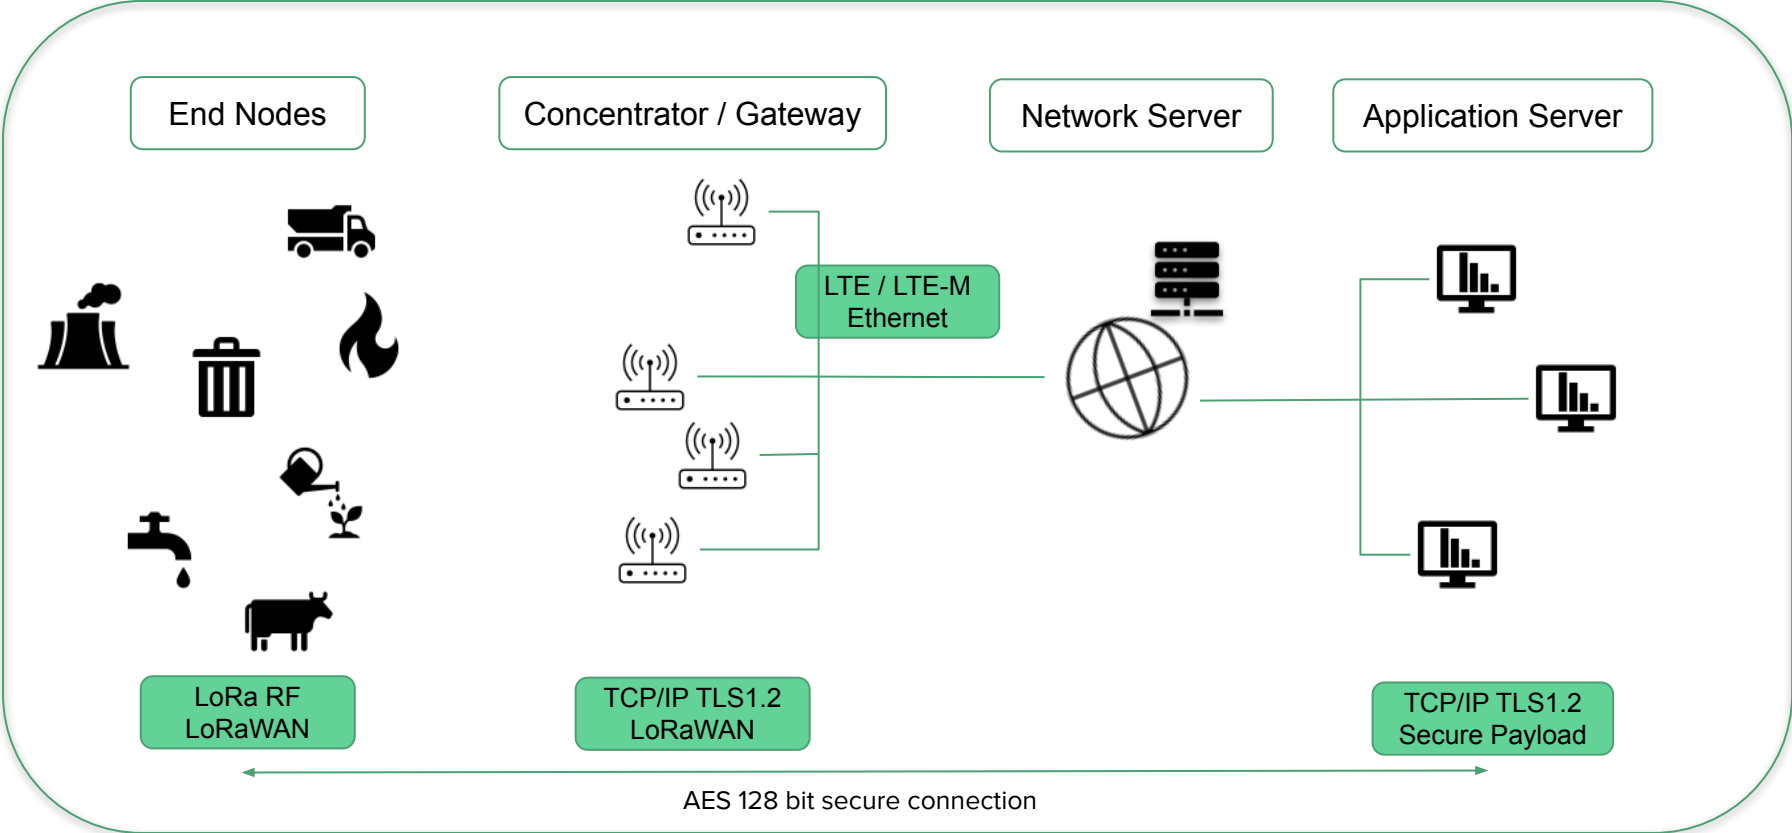 End Nodes
Concentrator / Gateway
Network Server
Application Server
LTE / LTE-M
Ethernet
LoRa RF
LoRaWAN
TCP/IP TLS1.2
LoRaWAN
TCP/IP TLS1.2
Secure Payload
AES 128 bit secure connection